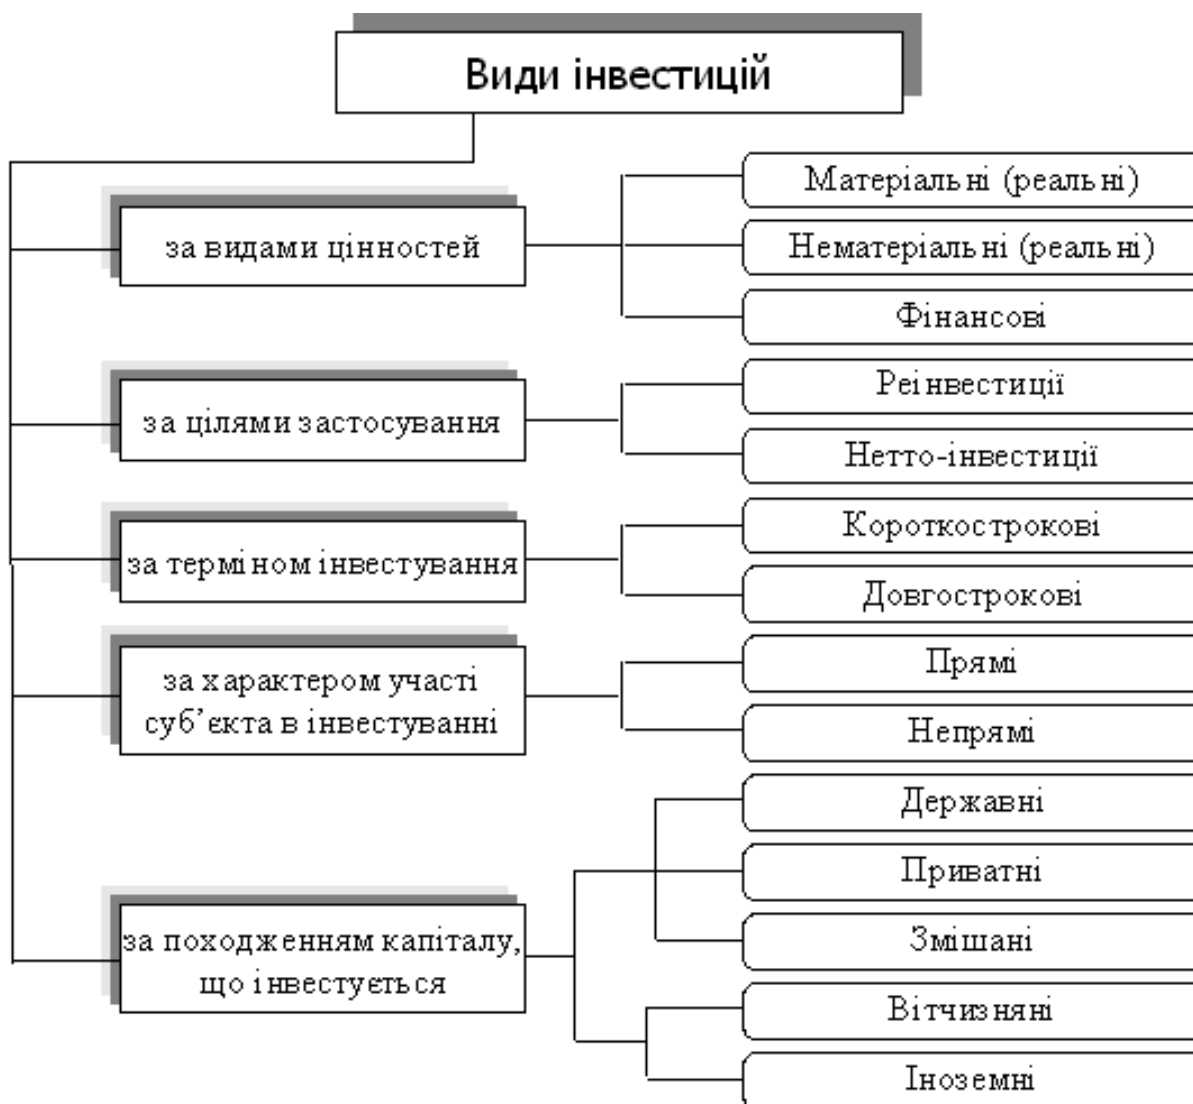 Види інвестицій
за видами цінностей
Матеріальні (реальні)
Нематеріальні (реальні)
Фінансові
за цілями застосування
Реінвестиції
Нетто-інвестиції
за терміном інвестування
Короткострокові
Довгострокові
за характером участі
суб’єкта в інвестуванні
Прямі
Непрямі
за походженням капіталу,
що інвестується
Державні
Приватні
Змішані
Вітчизняні
Іноземні